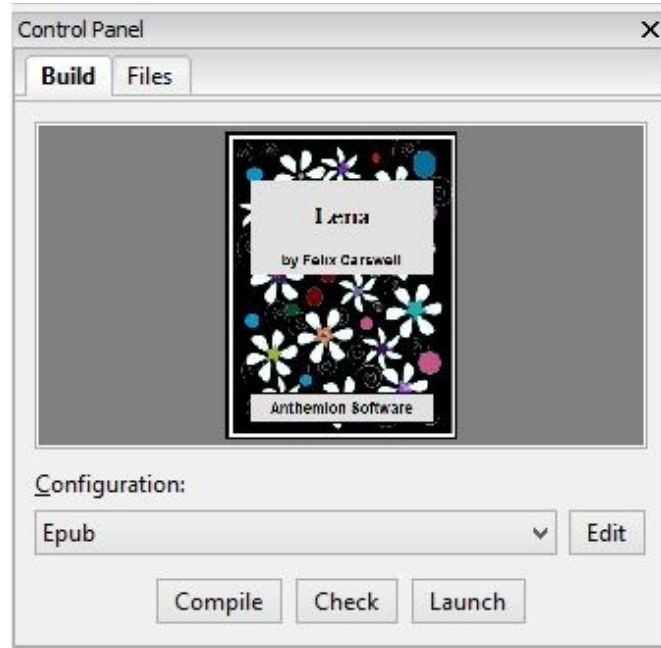 Control Panel
Build Files
Lena
by Felix Carswell
Anthemion Software
Configuration:
Epub Edit
Compile Check Launch